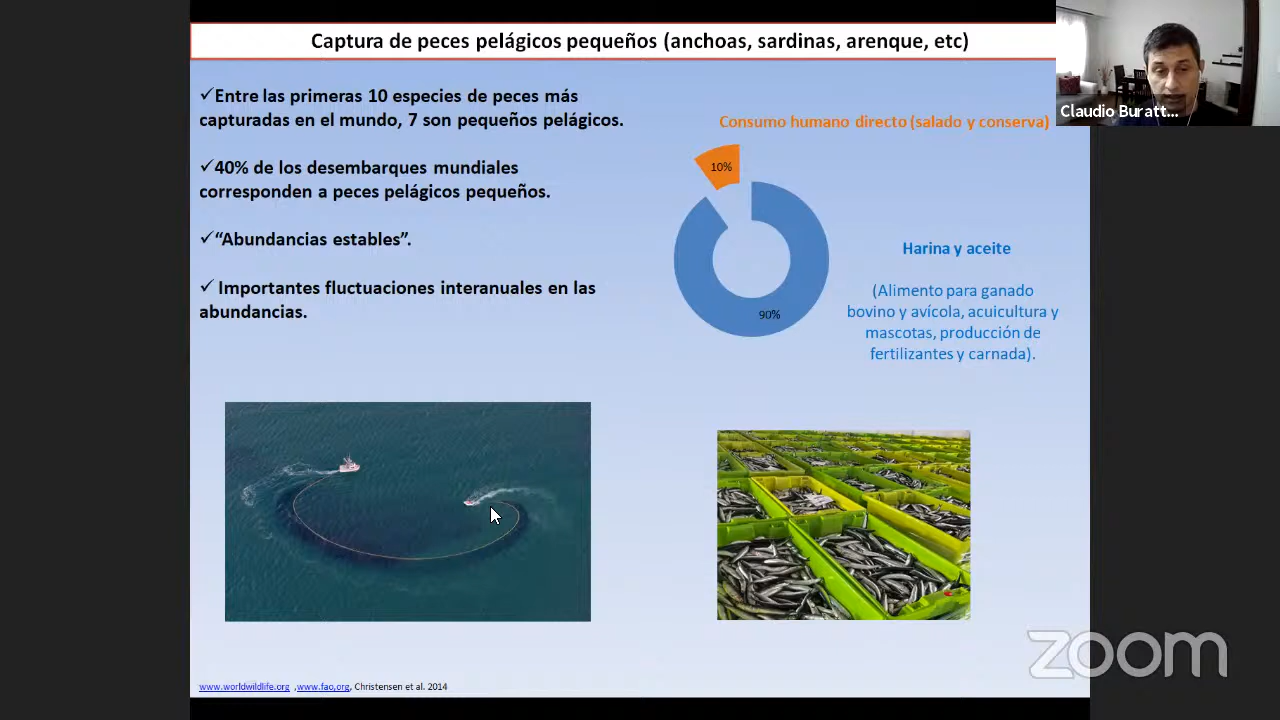 Captura de peces pelágicos pequeños (anchoas, sardinas, arenque, etc)
✓Entre las primeras 10 especies de peces más
capturadas en el mundo, 7 son pequeños pelágicos.
✓40% de los desembarques mundiales
corresponden a peces pelágicos pequeños.
✓“Abundancias estables”.
✓ Importantes fluctuaciones interanuales en las
abundancias.
Consumo humano directo (salado y conserva)
10%
90%
Harina y aceite
(Alimento para ganado
bovino y avícola, acuicultura y
mascotas, producción de
fertilizantes y carnada).
www.worldwildlife.org ,www.fao.org, Christensen et al. 2014
Claudio Buratt...
zoom